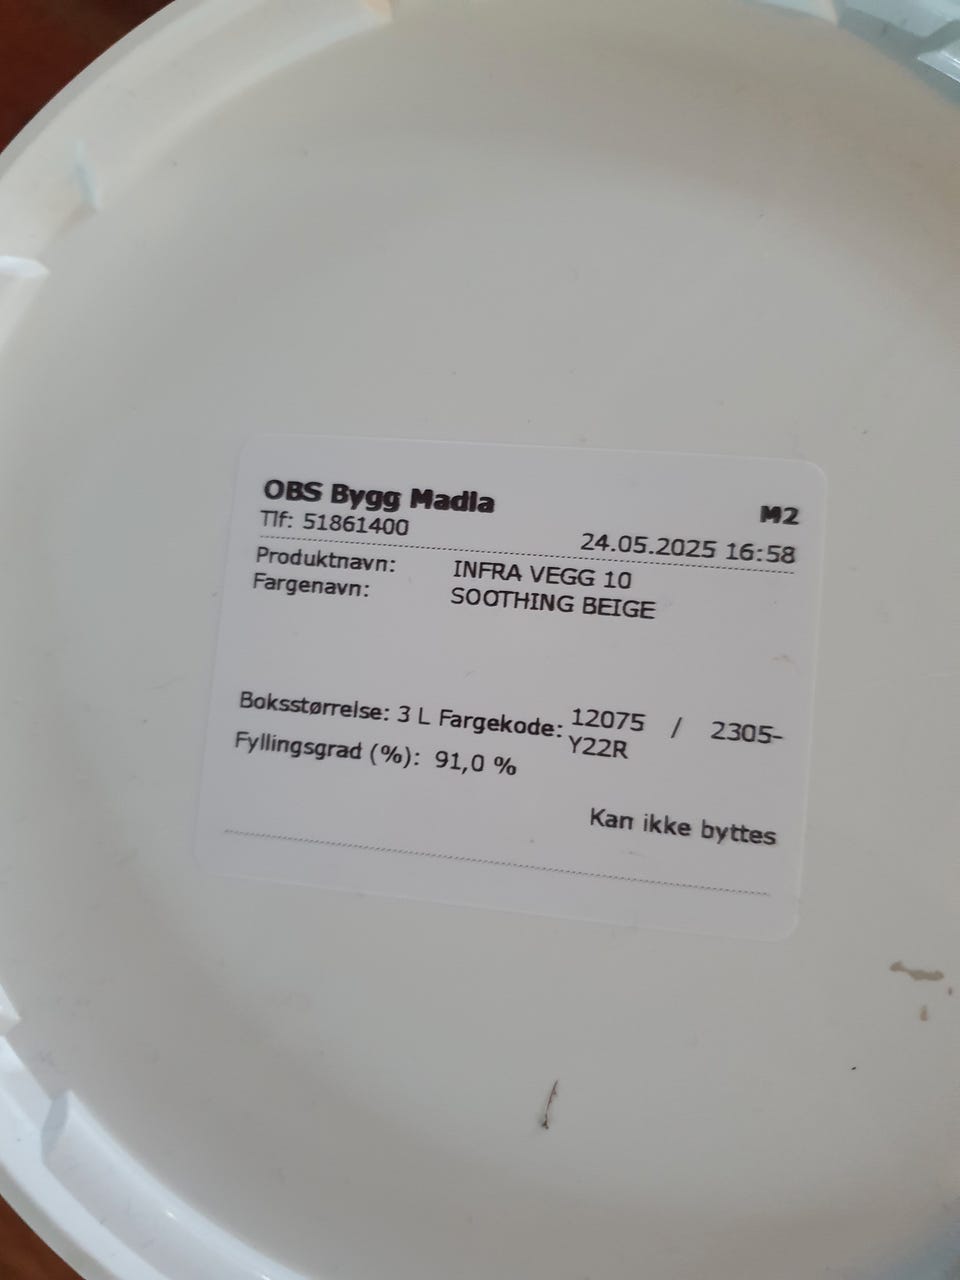 OBS Bygg Madla M2
Tlf: 51861400 24.05.2025 16:58
Produktnavn: INFRA VEGG 10
Fargenavn: SOOTHING BEIGE
Boksstørrelse: 3 L Fargekode: 12075 / 2305-
Y22R
Fyllingsgrad (%): 91,0 %
Kan ikke byttes